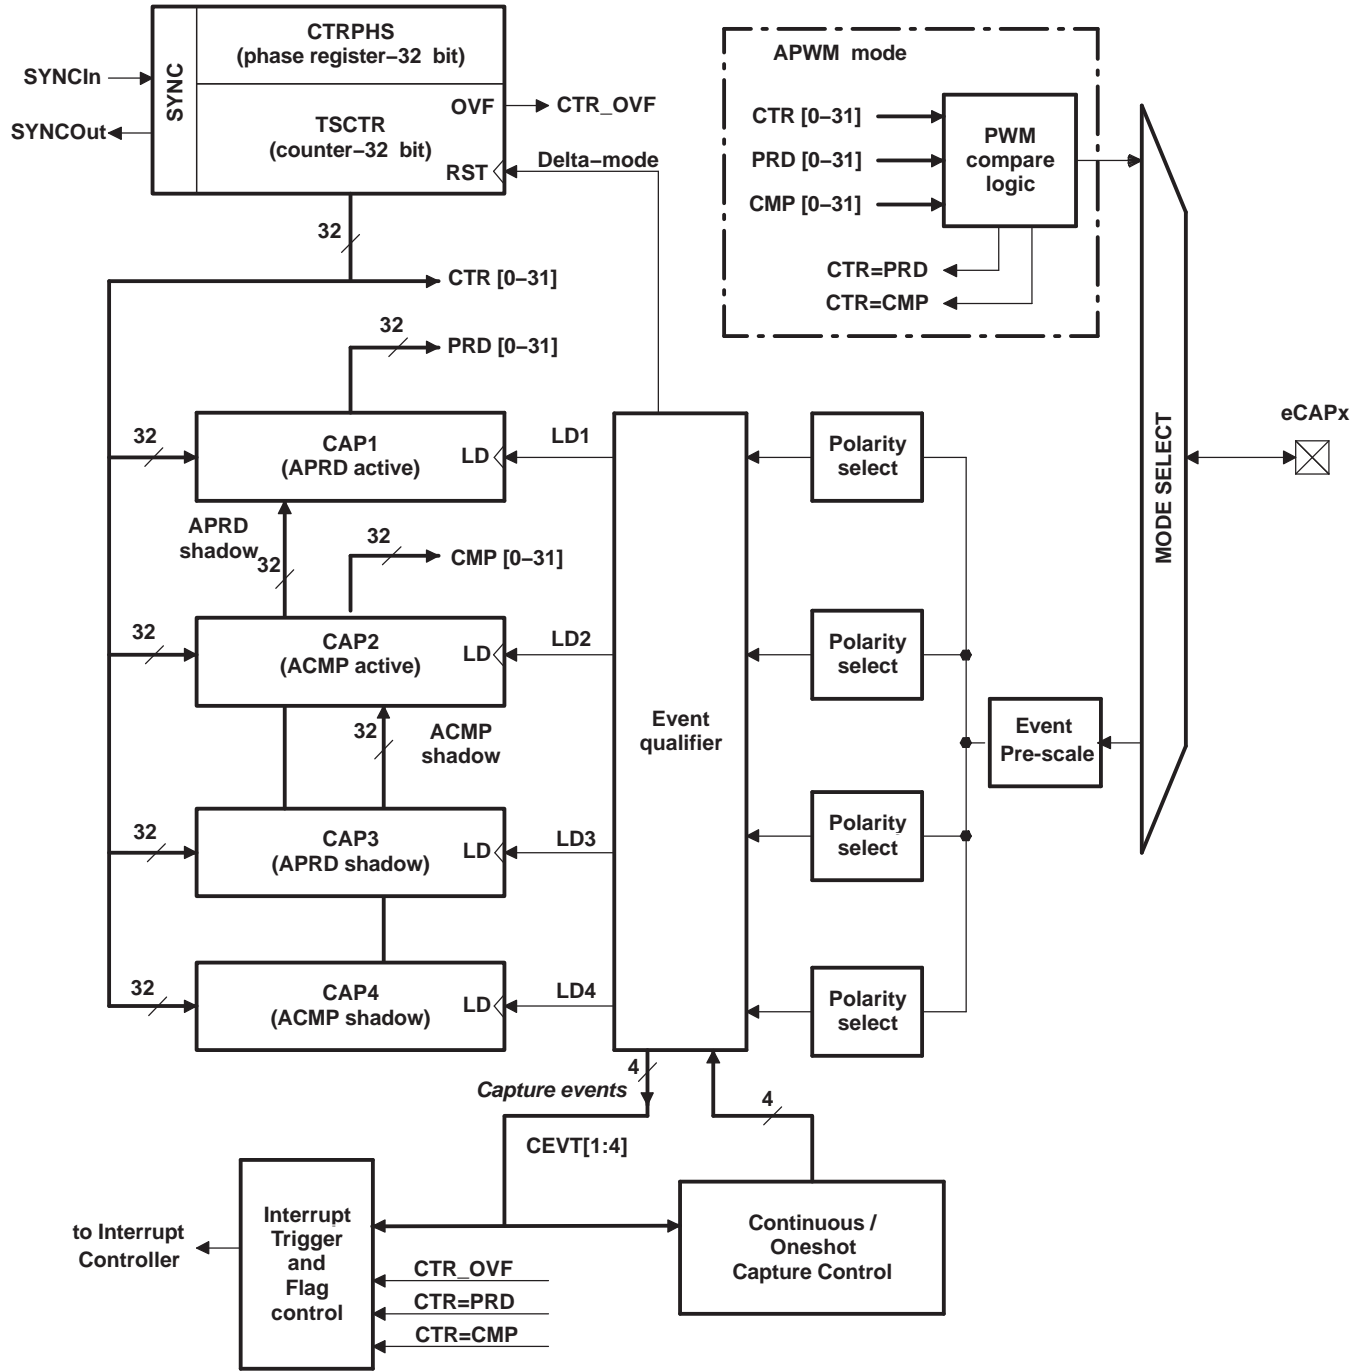 CTRPHS
(phase register−32 bit)
APWM mode
SYNCIn
SYNC
OVF
CTR_OVF
SYNCOut
TSCTR
(counter−32 bit)
RST
Delta−mode
CTR [0−31]
PRD [0−31]
CMP [0−31]
PWM
compare
logic
CTR=PRD
CTR=CMP
32
CTR [0−31]
32
PRD [0−31]
eCAPx
MODE SELECT
32
CAP1
(APRD active)
LD
LD1
Polarity
select
APRD
shadow
32
32
CMP [0−31]
32
CAP2
(ACMP active)
LD
LD2
Polarity
select
32
ACMP
shadow
Event
qualifier
Event
Pre-scale
32
CAP3
(APRD shadow)
LD
LD3
Polarity
select
32
CAP4
(ACMP shadow)
LD
LD4
Polarity
select
4
Capture events
4
CEVT[1:4]
to Interrupt
Controller
Interrupt
Trigger
and
Flag
control
Continuous /
Oneshot
Capture Control
CTR_OVF
CTR=PRD
CTR=CMP